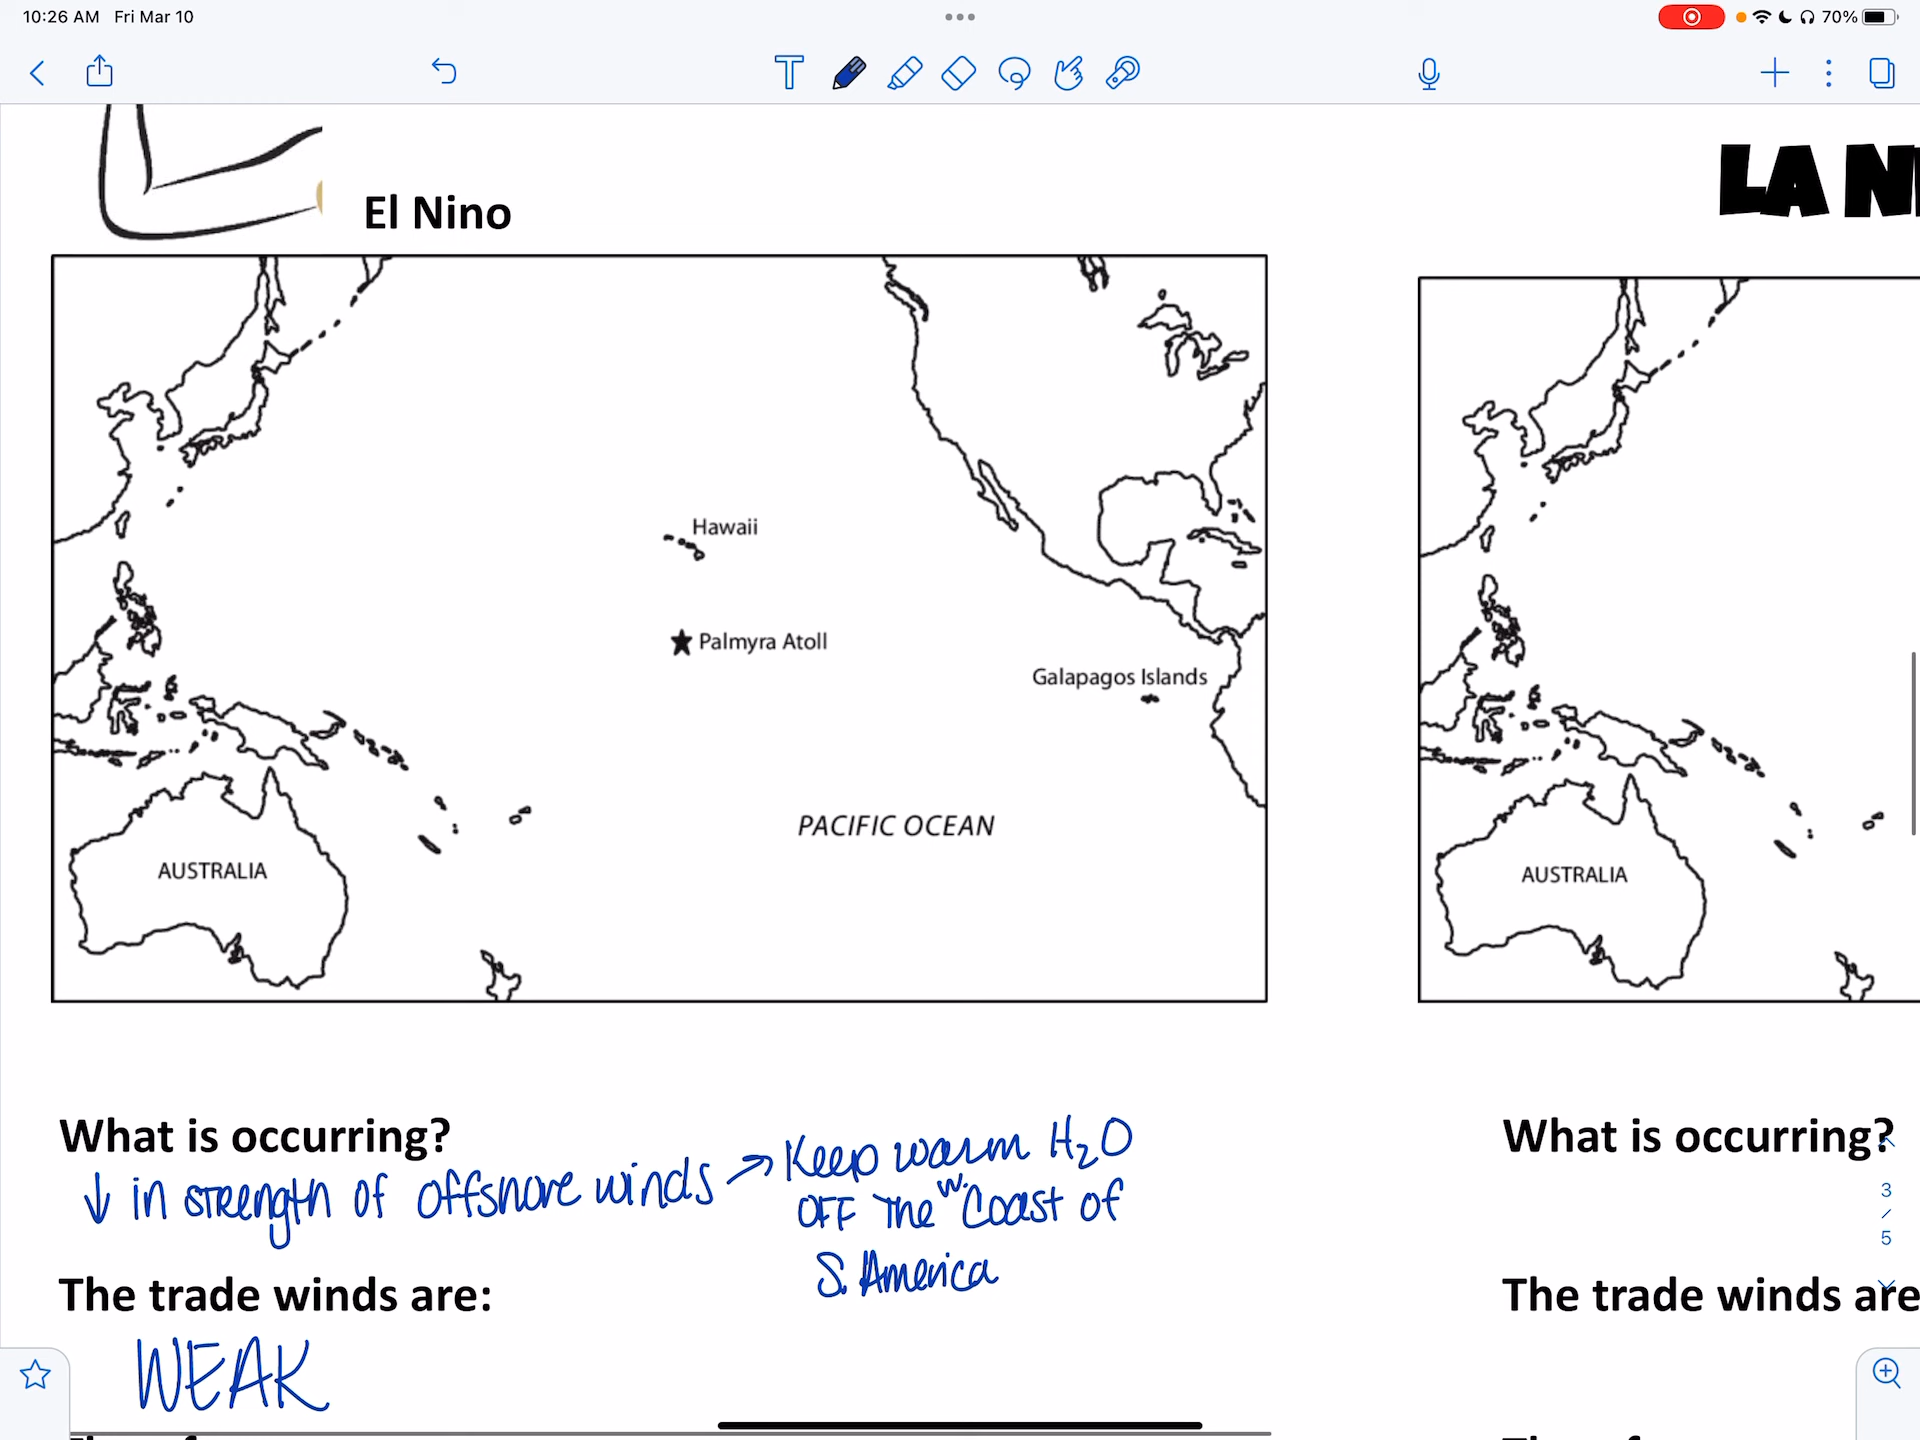 10:26 AM Fri Mar 10
70%
El Nino
LA N
Hawaii
Palmyra Atoll
Galapagos Islands
PACIFIC OCEAN
AUSTRALIA
AUSTRALIA
What is occurring?
↓ in strength of offshore winds → Keep warm H₂O
OFF The W. Coast of
S. America
The trade winds are:
WEAK
What is occurring?
The trade winds are
3
/
5